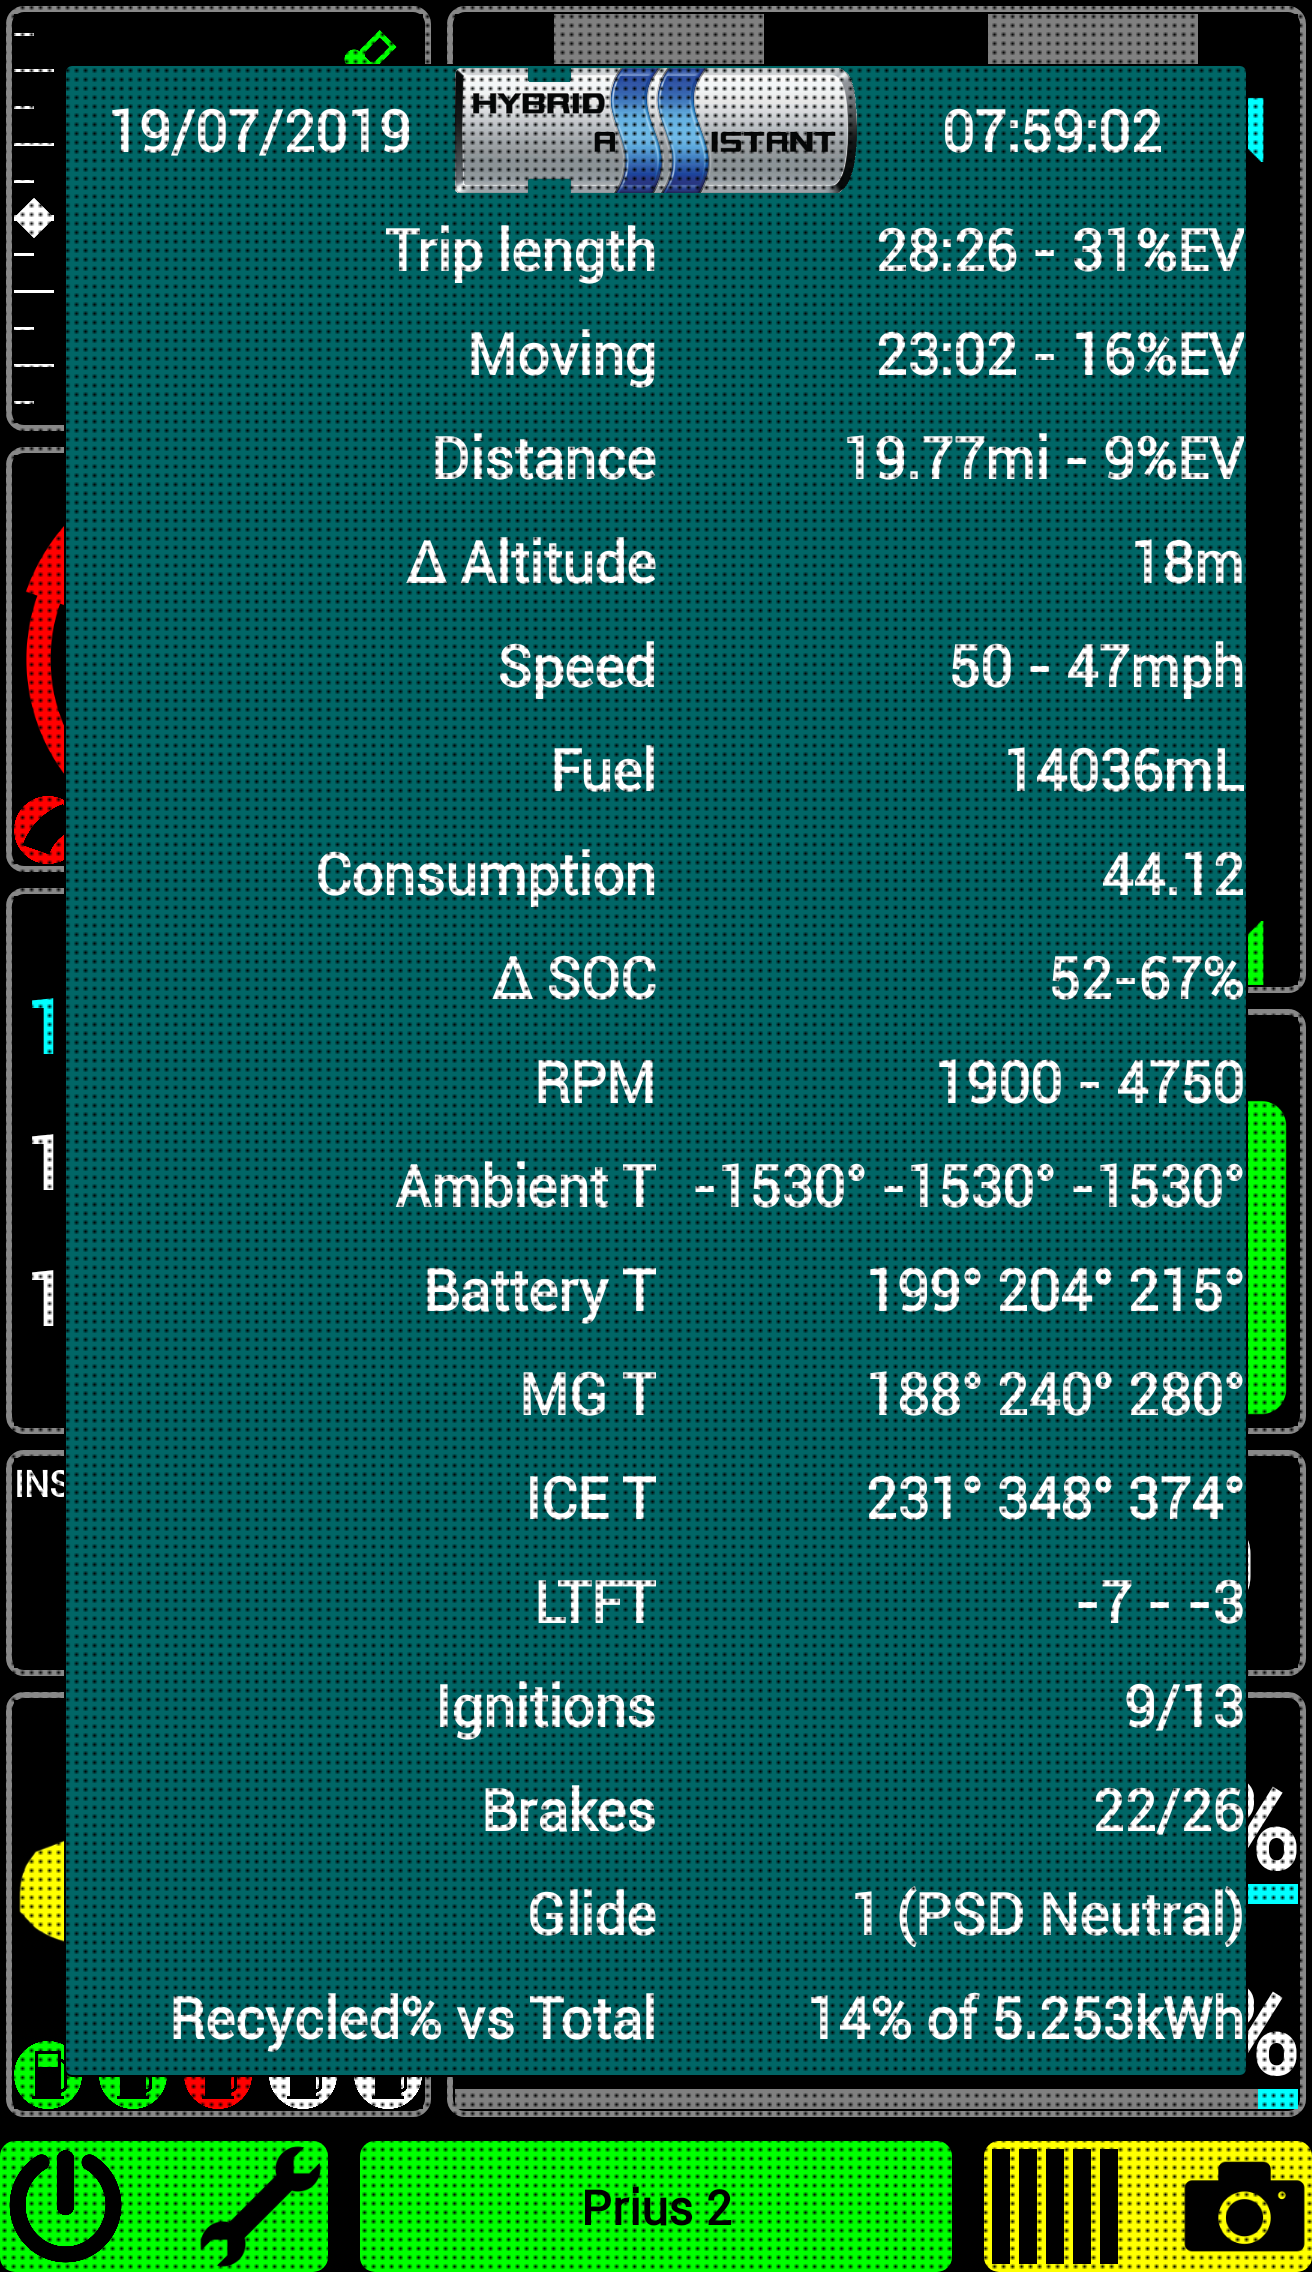 19/07/2019
HYBRID
A ISTANT
07:59:02
Trip length 28:26 - 31%EV
Moving 23:02 - 16%EV
Distance 19.77mi - 9%EV
Δ Altitude 18m
Speed 50 - 47mph
Fuel 14036mL
Consumption 44.12
Δ SOC 52-67%
RPM 1900 - 4750
Ambient T -1530° -1530° -1530°
Battery T 199° 204° 215°
MG T 188° 240° 280°
ICE T 231° 348° 374°
LTFT -7 - -3
Ignitions 9/13
Brakes 22/26
Glide 1 (PSD Neutral)
Recycled% vs Total 14% of 5.253kWh
1
1
1
INS
%
%
Prius 2